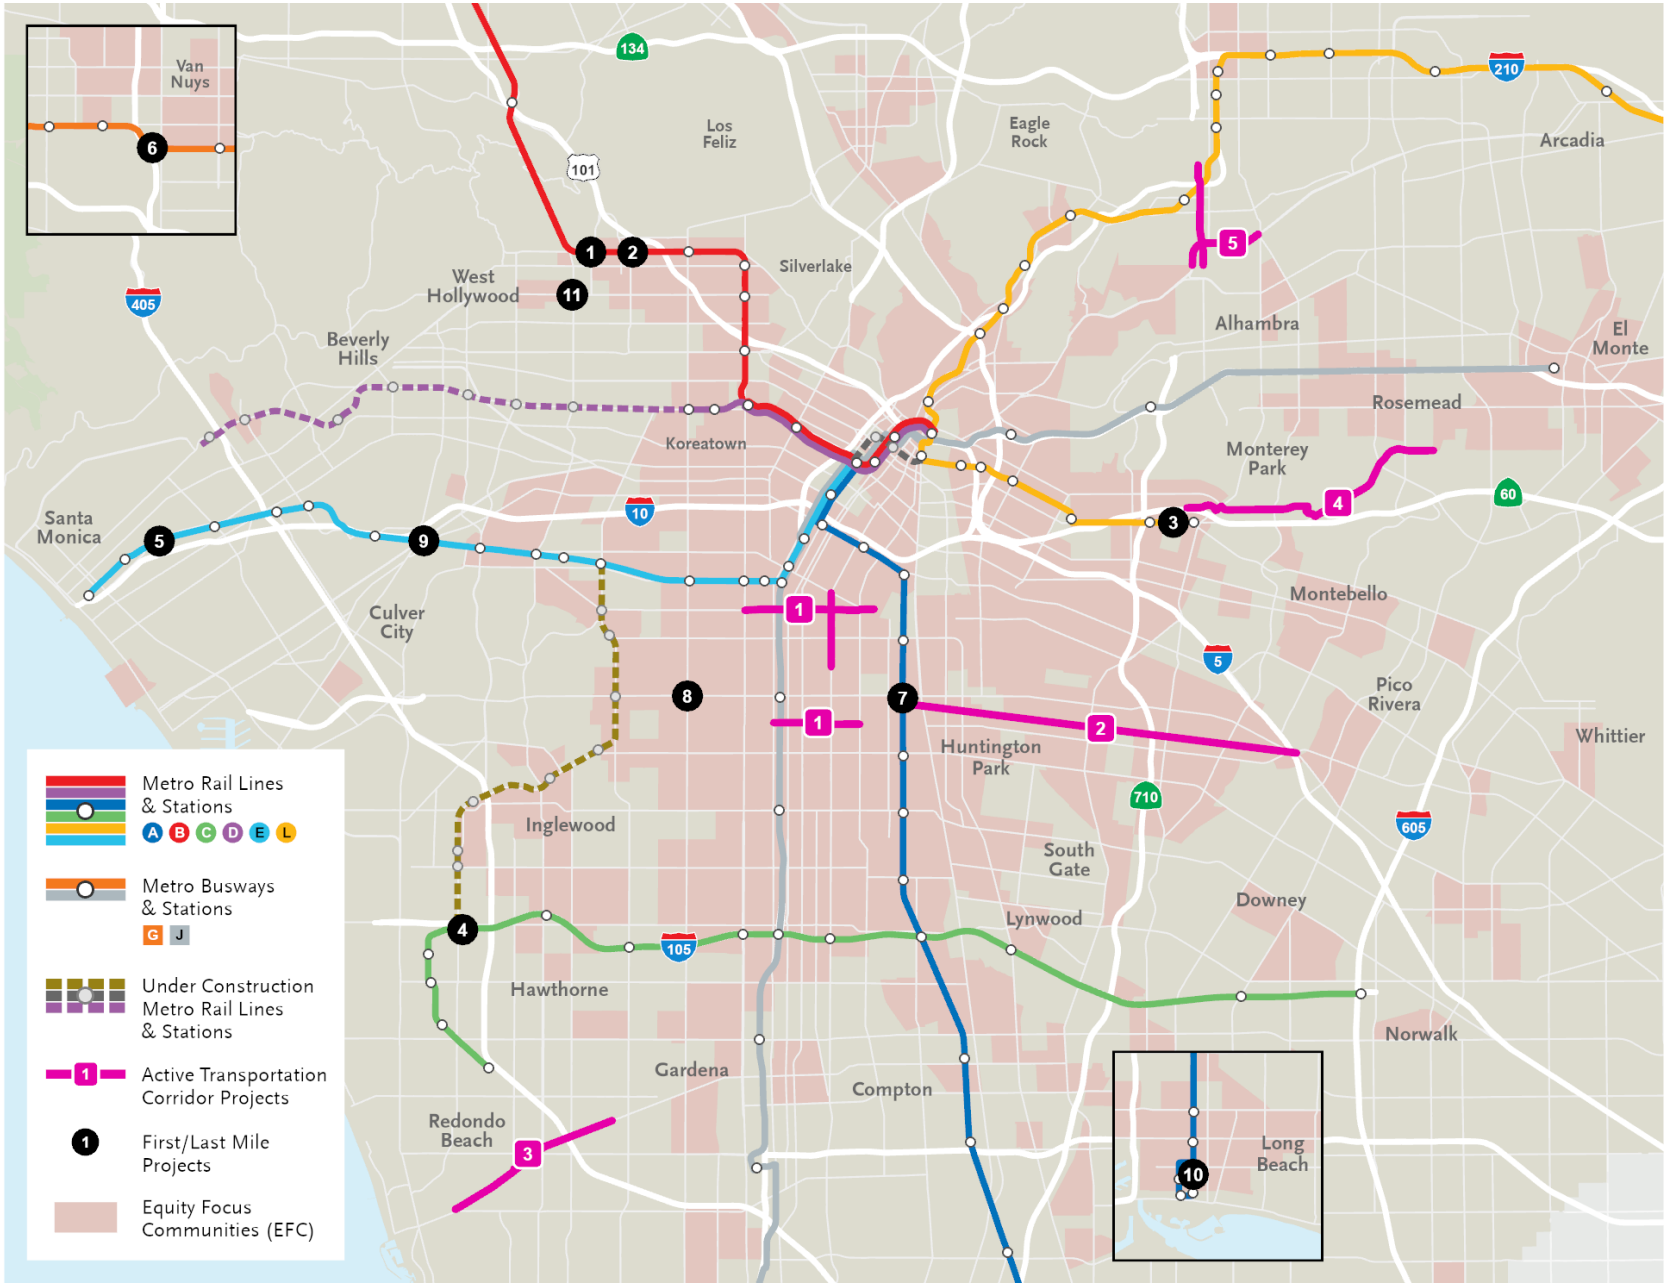 134
Van
Nuys
6
210
Los
Feliz
Eagle
Rock
Arcadia
101
1
2
5
Silverlake
West
Hollywood
11
405
Beverly
Hills
Alhambra
El
Monte
Rosemead
Koreatown
Monterey
Park
60
4
10
3
Santa
Monica
5
9
Montebello
1
Culver
City
5
Pico
Rivera
8
7
1
2
Whittier
Huntington
Park
710
605
Inglewood
South
Gate
Downey
Lynwood
4
105
Hawthorne
Norwalk
Gardena
Compton
Redondo
Beach
3
Long
Beach
10
Metro Rail Lines
& Stations
A B C D E L
Metro Busways
& Stations
G J
Under Construction
Metro Rail Lines
& Stations
1
Active Transportation
Corridor Projects
1
First/Last Mile
Projects
Equity Focus
Communities (EFC)